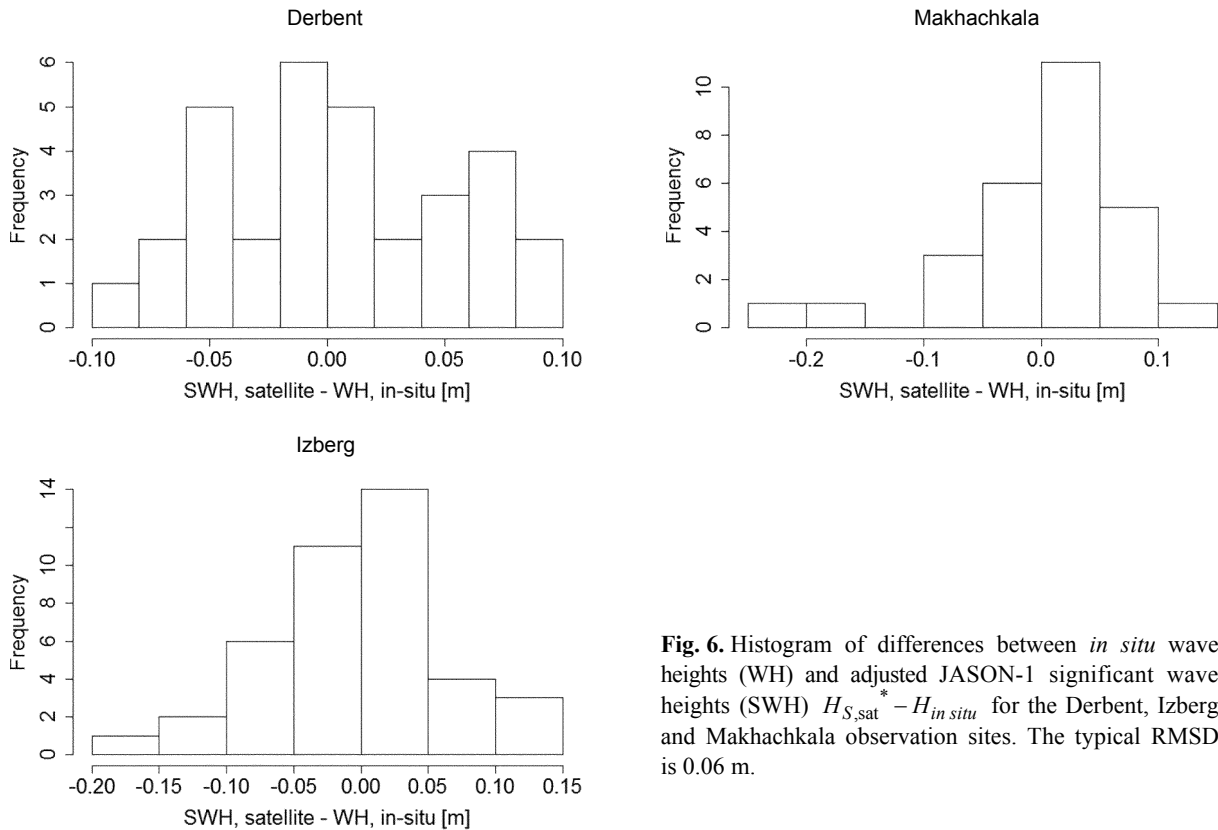 Derbent
Frequency
6
5
4
3
2
1
0
-0.10
-0.05
0.00
0.05
0.10
SWH, satellite - WH, in-situ [m]
Makhachkala
Frequency
10
8
6
4
2
0
-0.2
-0.1
0.0
0.1
SWH, satellite - WH, in-situ [m]
Izberg
Frequency
14
10
8
6
4
2
0
-0.20
-0.15
-0.10
-0.05
0.00
0.05
0.10
0.15
SWH, satellite - WH, in-situ [m]
Fig. 6. Histogram of differences between in situ wave
heights (WH) and adjusted JASON-1 significant wave
heights (SWH) H_{S,sat}^* – H_{in situ} for the Derbent, Izberg
and Makhachkala observation sites. The typical RMSD
is 0.06 m.